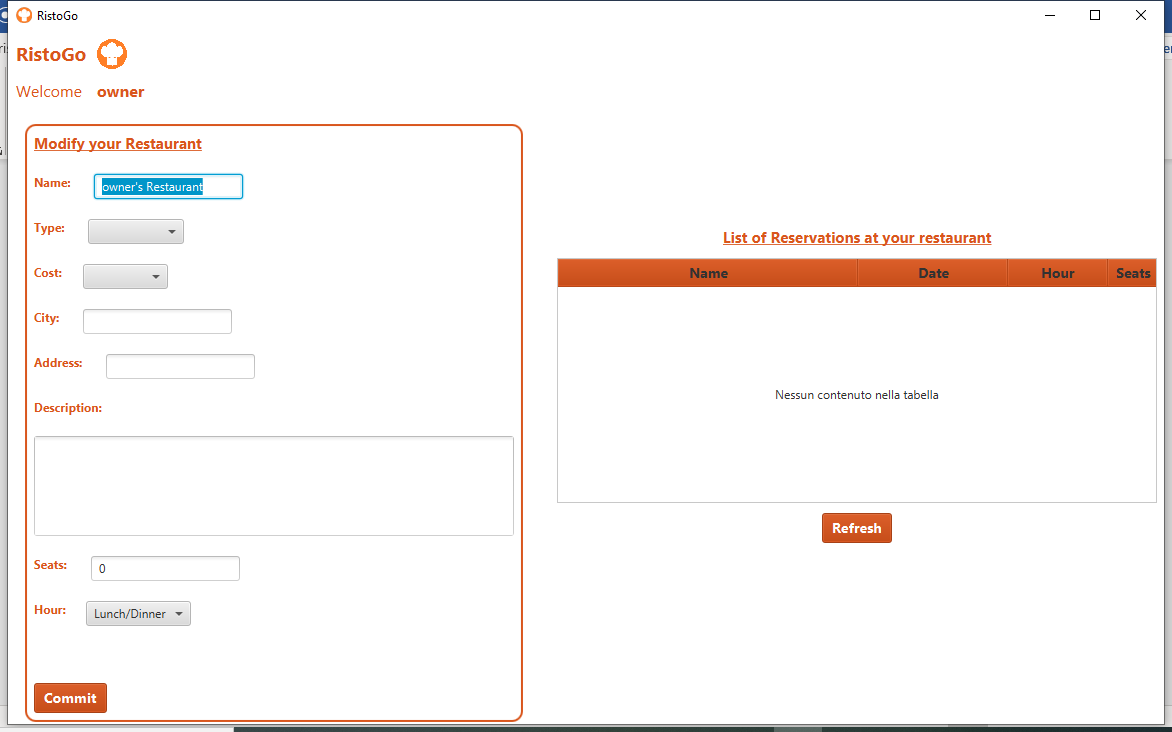 RistoGo
RistoGo
Welcome owner
Modify your Restaurant
Name: owner's Restaurant
Type:
Cost:
City:
Address:
Description:
Seats: 0
Hour: Lunch/Dinner
Commit
List of Reservations at your restaurant
Name Date Hour Seats
Nessun contenuto nella tabella
Refresh